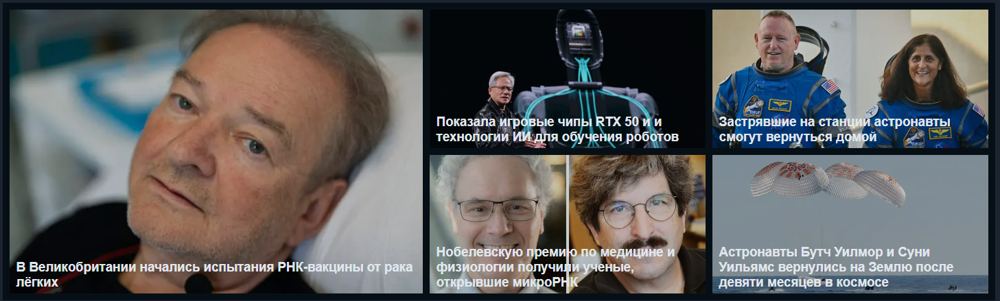 В Великобритании начались испытания РНК-вакцины от рака
лёгких
Показала игровые чипы RTX 50 и и
технологии ИИ для обучения роботов
Застрявшие на станции астронавты
смогут вернуться домой
Нобелевскую премию по медицине и
физиологии получили ученые,
открывшие микроРНК
Астронавты Бутч Уилмор и Суни
Уильямс вернулись на Землю после
девяти месяцев в космосе